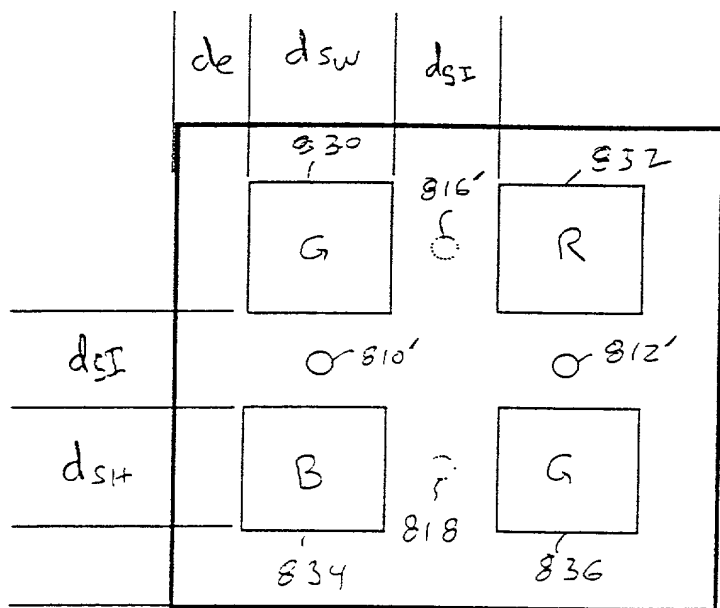 de dsw dsI
830 832
816'
G R
dsI 810' 812'
dsH B G
818
834 836